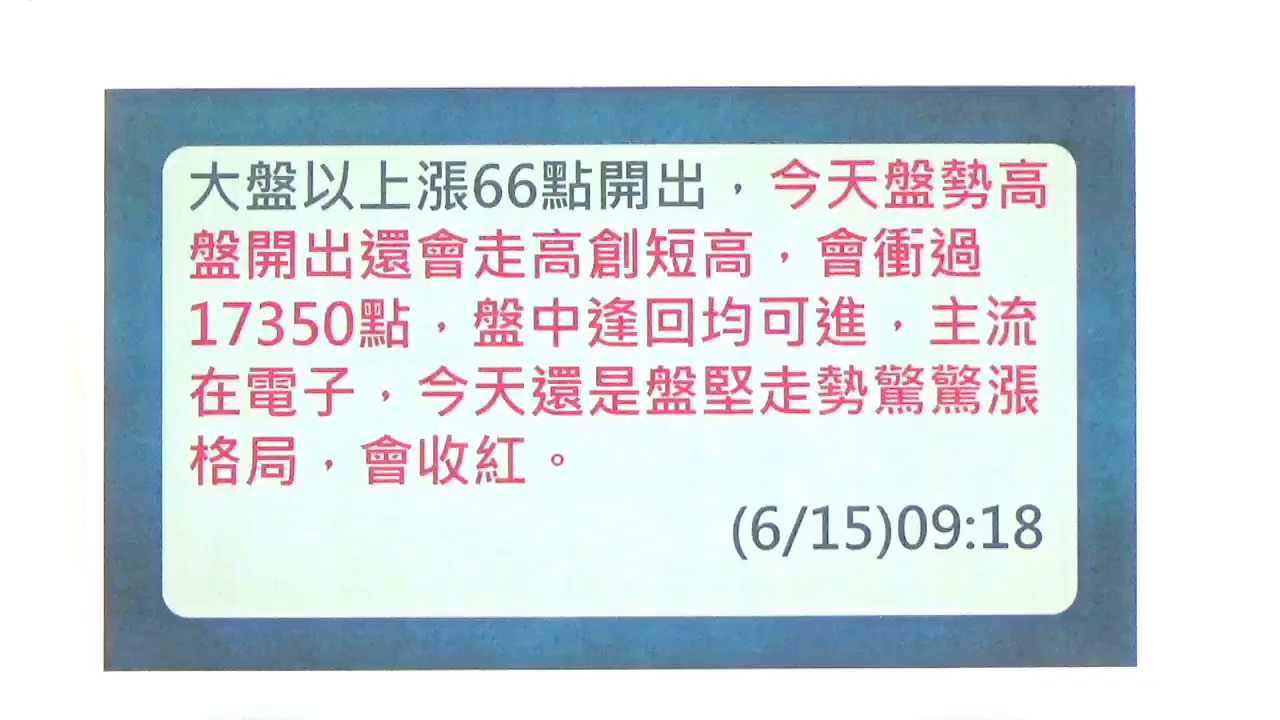 大盤以上漲66點開出，今天盤勢高
盤開出還會走高創短高，會衝過
17350點，盤中逢回均可進，主流
在電子，今天還是盤堅走勢驚驚漲
格局，會收紅。
(6/15)09:18